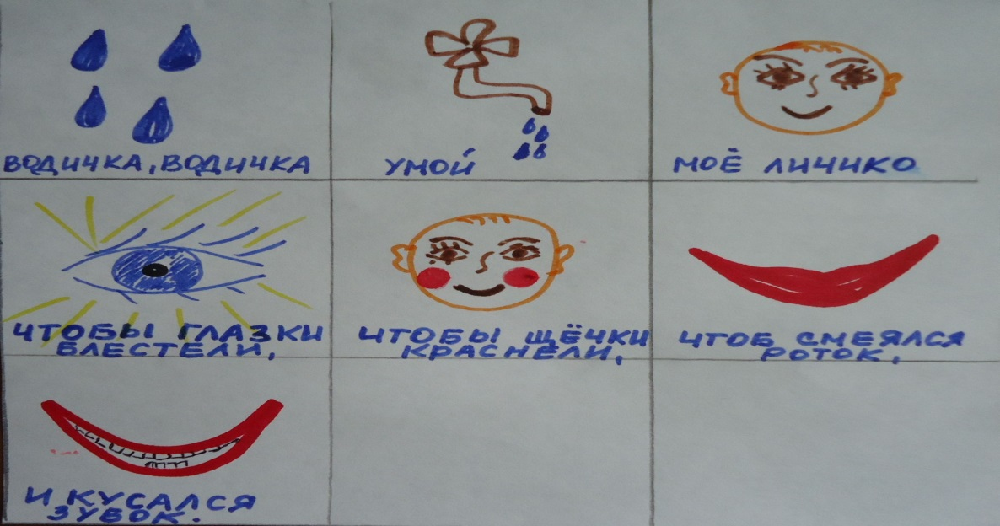 ВОДИЧКА, ВОДИЧКА
УМОЙ
МОЁ ЛИЧИКО
ЧТОБЫ ГЛАЗКИ
БЛЕСТЕЛИ,
ЧТОБЫ ЩЁЧКИ
КРАСНЕЛИ,
ЧТОБ СМЕЯЛСЯ
РОТОК,
И КУСАЛСЯ
ЗУБОК.